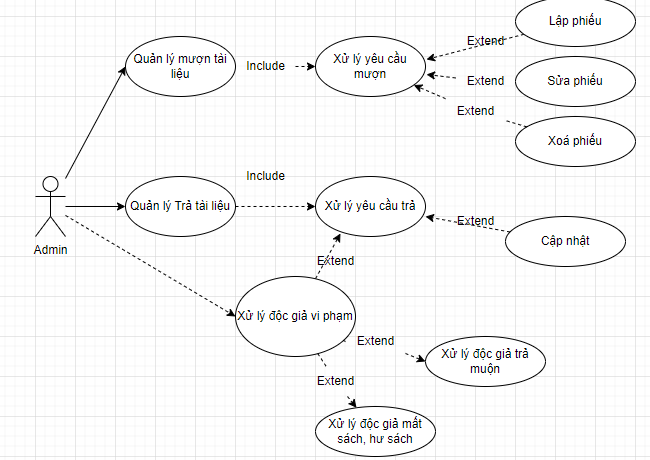 Lập phiếu
Extend
Quản lý mượn tài
liệu
Include
Xử lý yêu cầu
mượn
Extend
Sửa phiếu
Extend
Xoá phiếu
Include
Quản lý Trả tài liệu
Xử lý yêu cầu trả
Extend
Cập nhật
Admin
Extend
Xử lý độc giả vi phạm
Extend
Xử lý độc giả trả
muộn
Extend
Xử lý độc giả mất
sách, hư sách